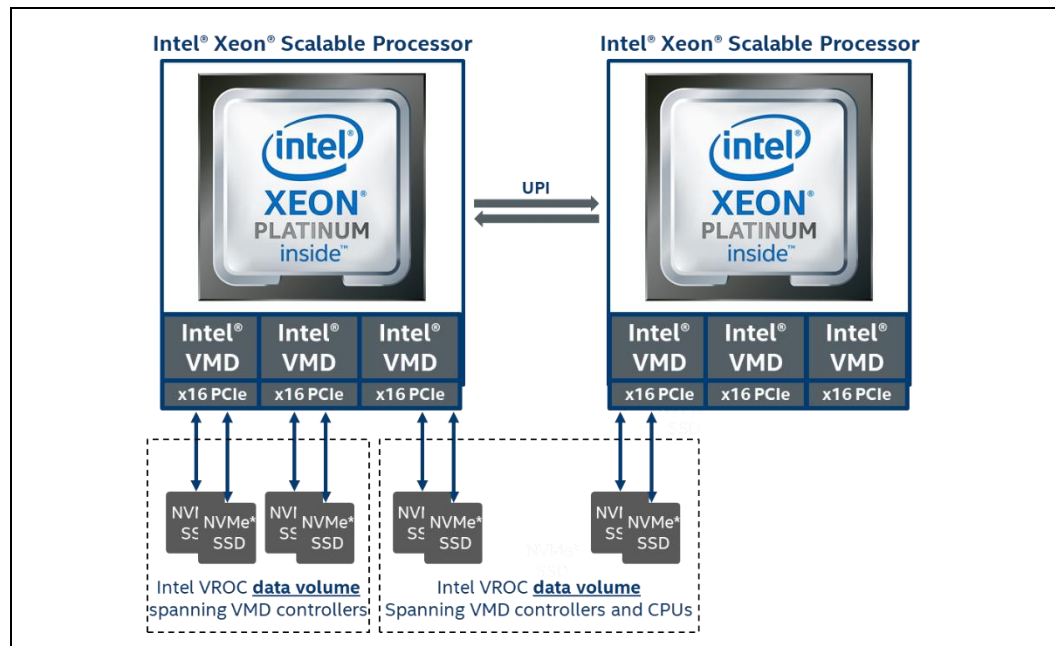 Intel® Xeon® Scalable Processor
Intel® Xeon® Scalable Processor
intel®
XEON®
PLATINUM
inside™
UPI
intel®
XEON®
PLATINUM
inside™
Intel® VMD
Intel® VMD
Intel® VMD
Intel® VMD
Intel® VMD
Intel® VMD
x16 PCIe
x16 PCIe
x16 PCIe
x16 PCIe
x16 PCIe
x16 PCIe
NVMe*
SSD
NVMe*
SSD
NVMe*
SSD
NVMe*
SSD
Intel VROC data volume
spanning VMD controllers
Intel VROC data volume
Spanning VMD controllers and CPUs